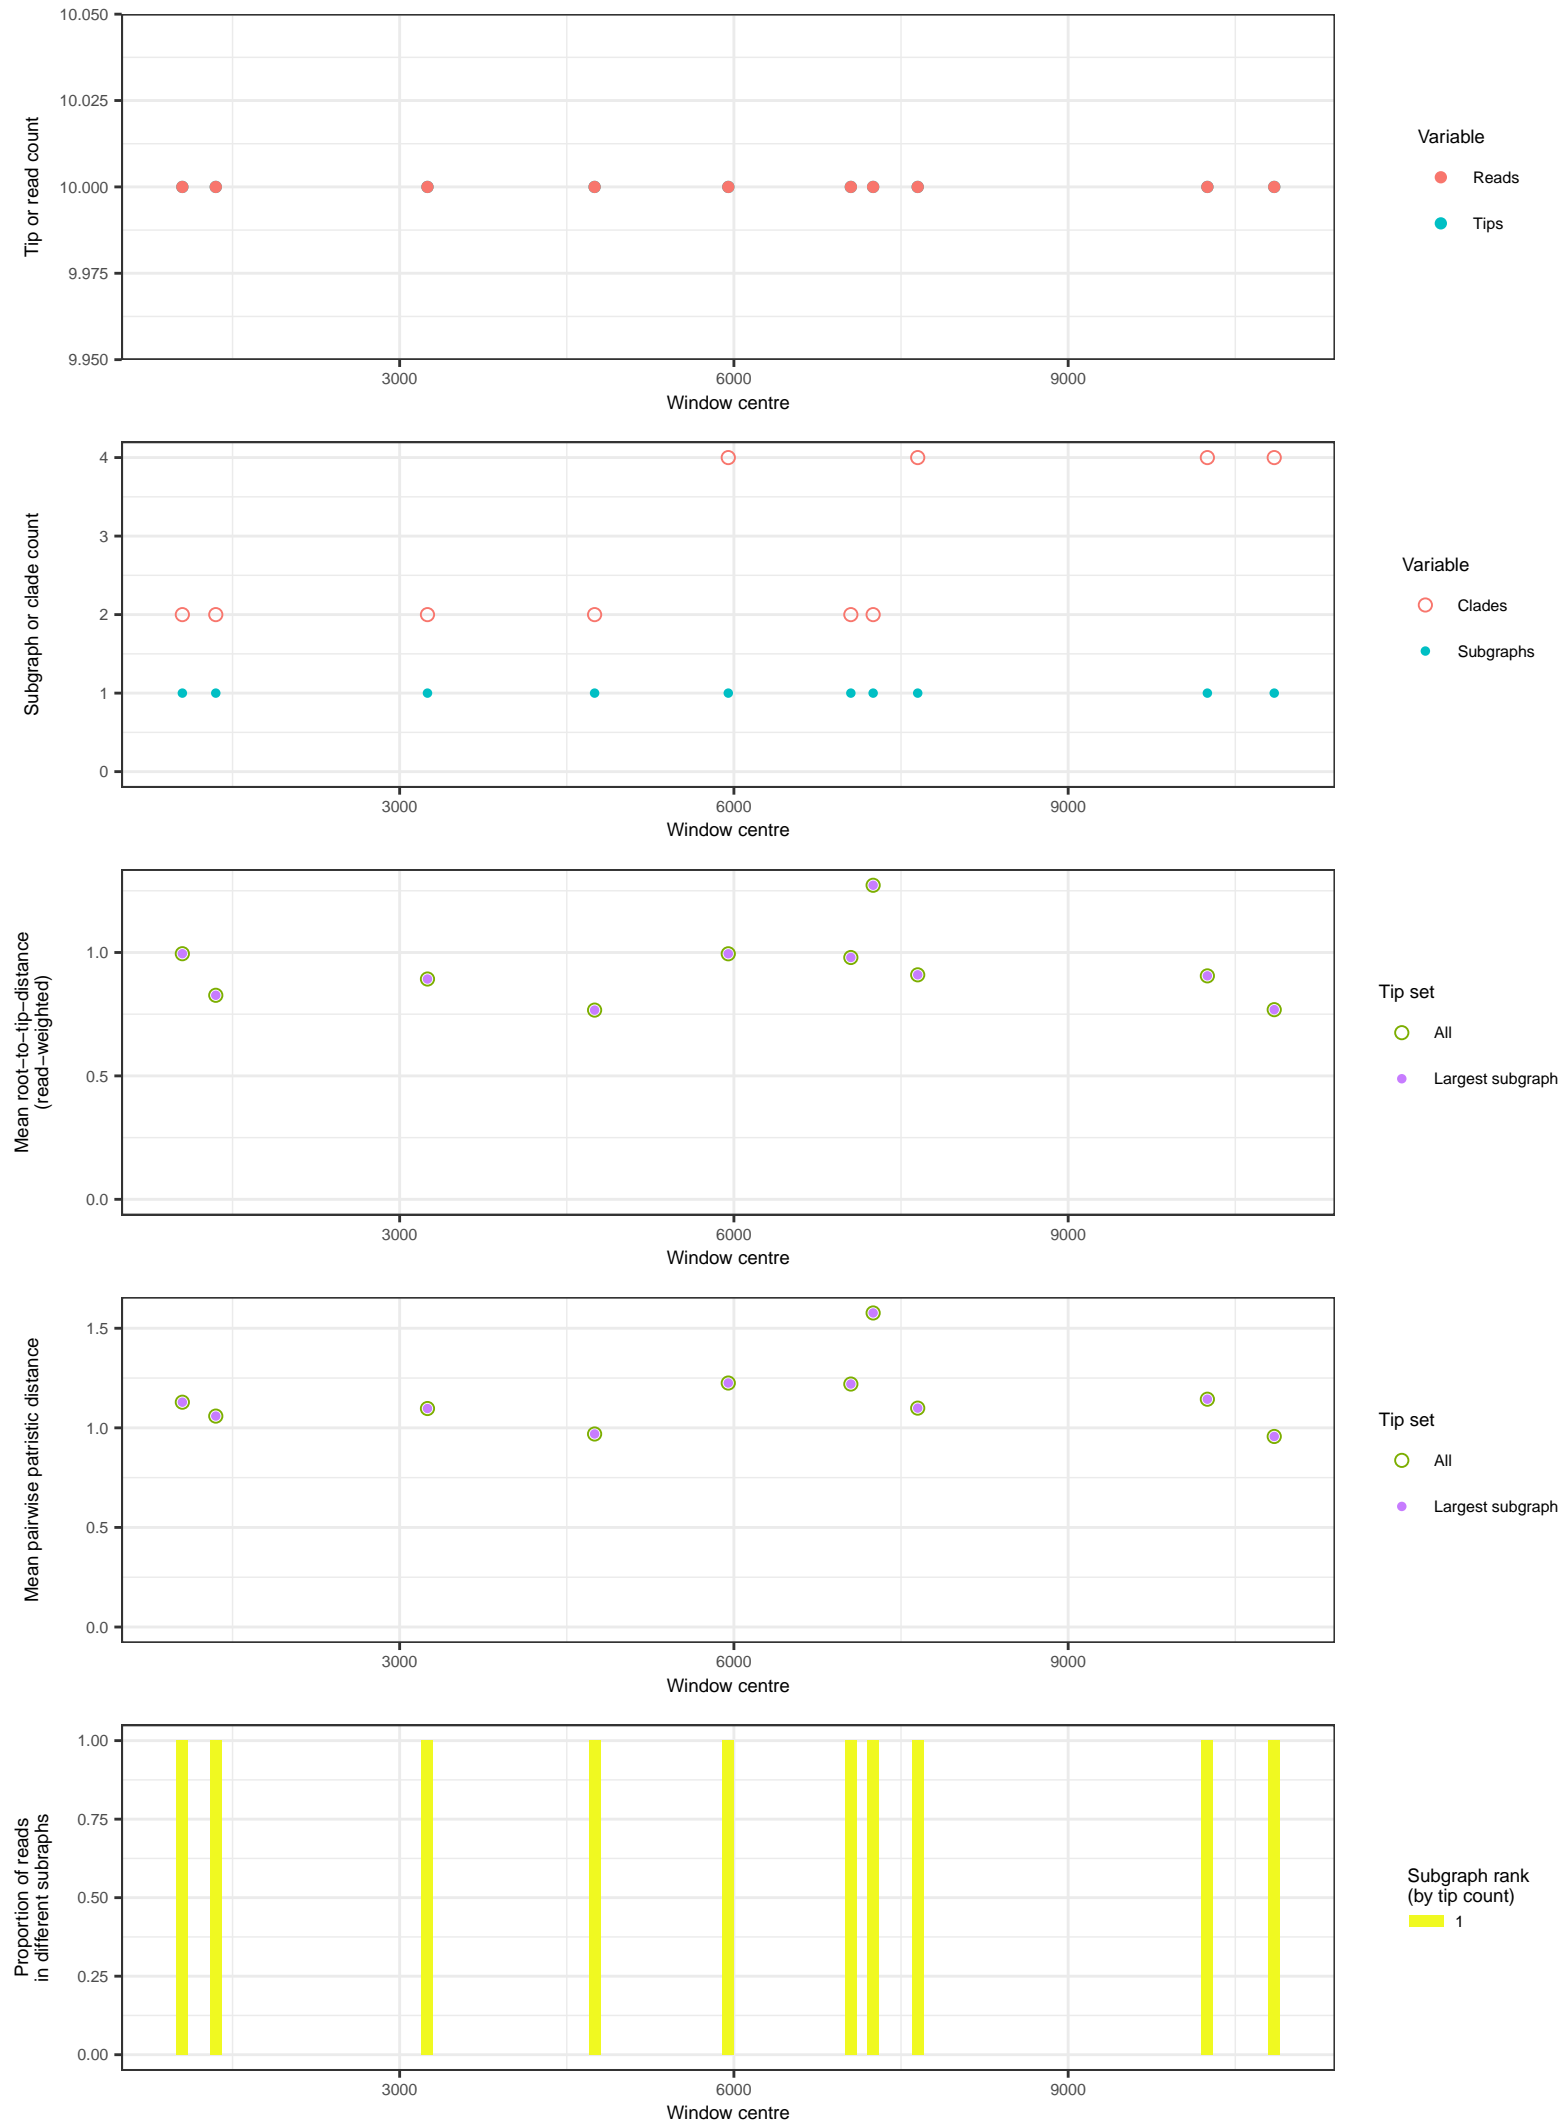 10.050
10.025
10.000
9.975
9.950
Tip or read count
3000
6000
9000
Window centre
Variable
Reads
Tips
4
3
2
1
0
Subgraph or clade count
3000
6000
9000
Window centre
Variable
Clades
Subgraphs
1.0
0.5
0.0
Mean root−to−tip−distance
(read−weighted)
3000
6000
9000
Window centre
Tip set
All
Largest subgraph
1.5
1.0
0.5
0.0
Mean pairwise patristic distance
3000
6000
9000
Window centre
Tip set
All
Largest subgraph
1.00
0.75
0.50
0.25
0.00
Proportion of reads
in different subraphs
3000
6000
9000
Window centre
Subgraph rank
(by tip count)
1